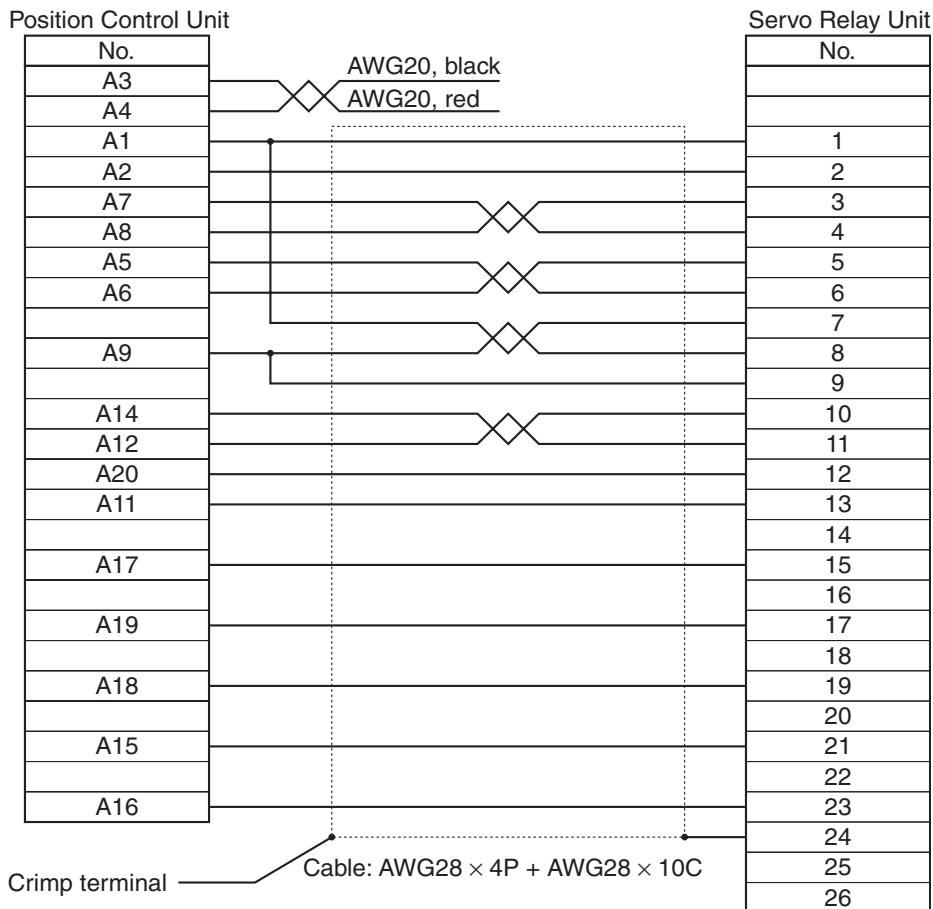 Position Control Unit Servo Relay Unit
No. No.
A3 AWG20, black
A4 AWG20, red
A1 1
A2 2
A7 3
A8 4
A5 5
A6 6
7
A9 8
9
A14 10
A12 11
A20 12
A11 13
14
A17 15
16
A19 17
18
A18 19
20
A15 21
22
A16 23
24
Crimp terminal Cable: AWG28 × 4P + AWG28 × 10C 25
26